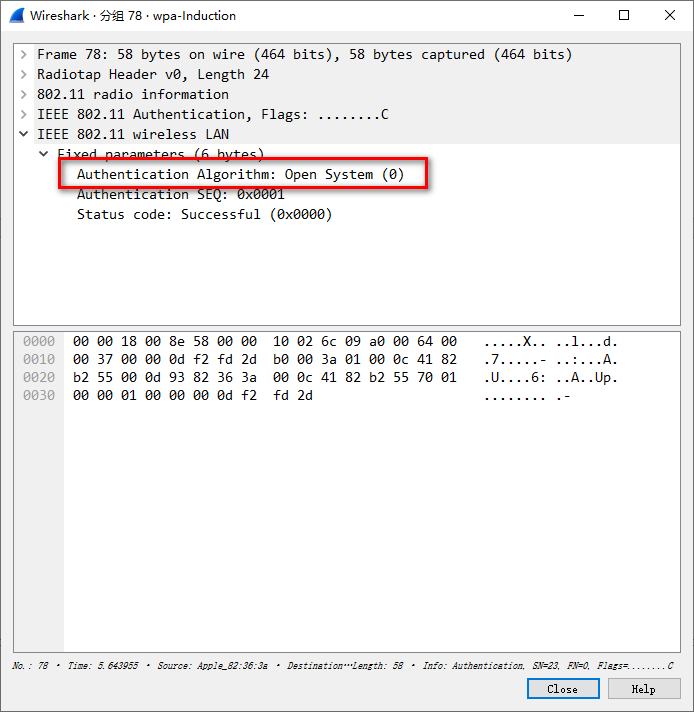 Wireshark · 分组 78 · wpa-Induction
Frame 78: 58 bytes on wire (464 bits), 58 bytes captured (464 bits)
Radiotap Header v0, Length 24
802.11 radio information
IEEE 802.11 Authentication, Flags: ........C
IEEE 802.11 wireless LAN
Fixed parameters (6 bytes)
Authentication Algorithm: Open System (0)
Authentication SEQ: 0x0001
Status code: Successful (0x0000)
0000 00 00 18 00 8e 58 00 00 10 02 6c 09 a0 00 64 00 .....X.. ..l...d.
0010 00 37 00 00 0d f2 fd 2d b0 00 3a 01 00 0c 41 82 .7.....- ..:...A.
0020 b2 55 00 0d 93 82 36 3a 00 0c 41 82 b2 55 70 01 .U....6: ..A..Up.
0030 00 00 01 00 00 00 0d f2 fd 2d ........ .-
No.: 78 · Time: 5.643955 · Source: Apple_82:36:3a · Destination…Length: 58 · Info: Authentication, SN=23, FN=0, Flags=........C
Close Help